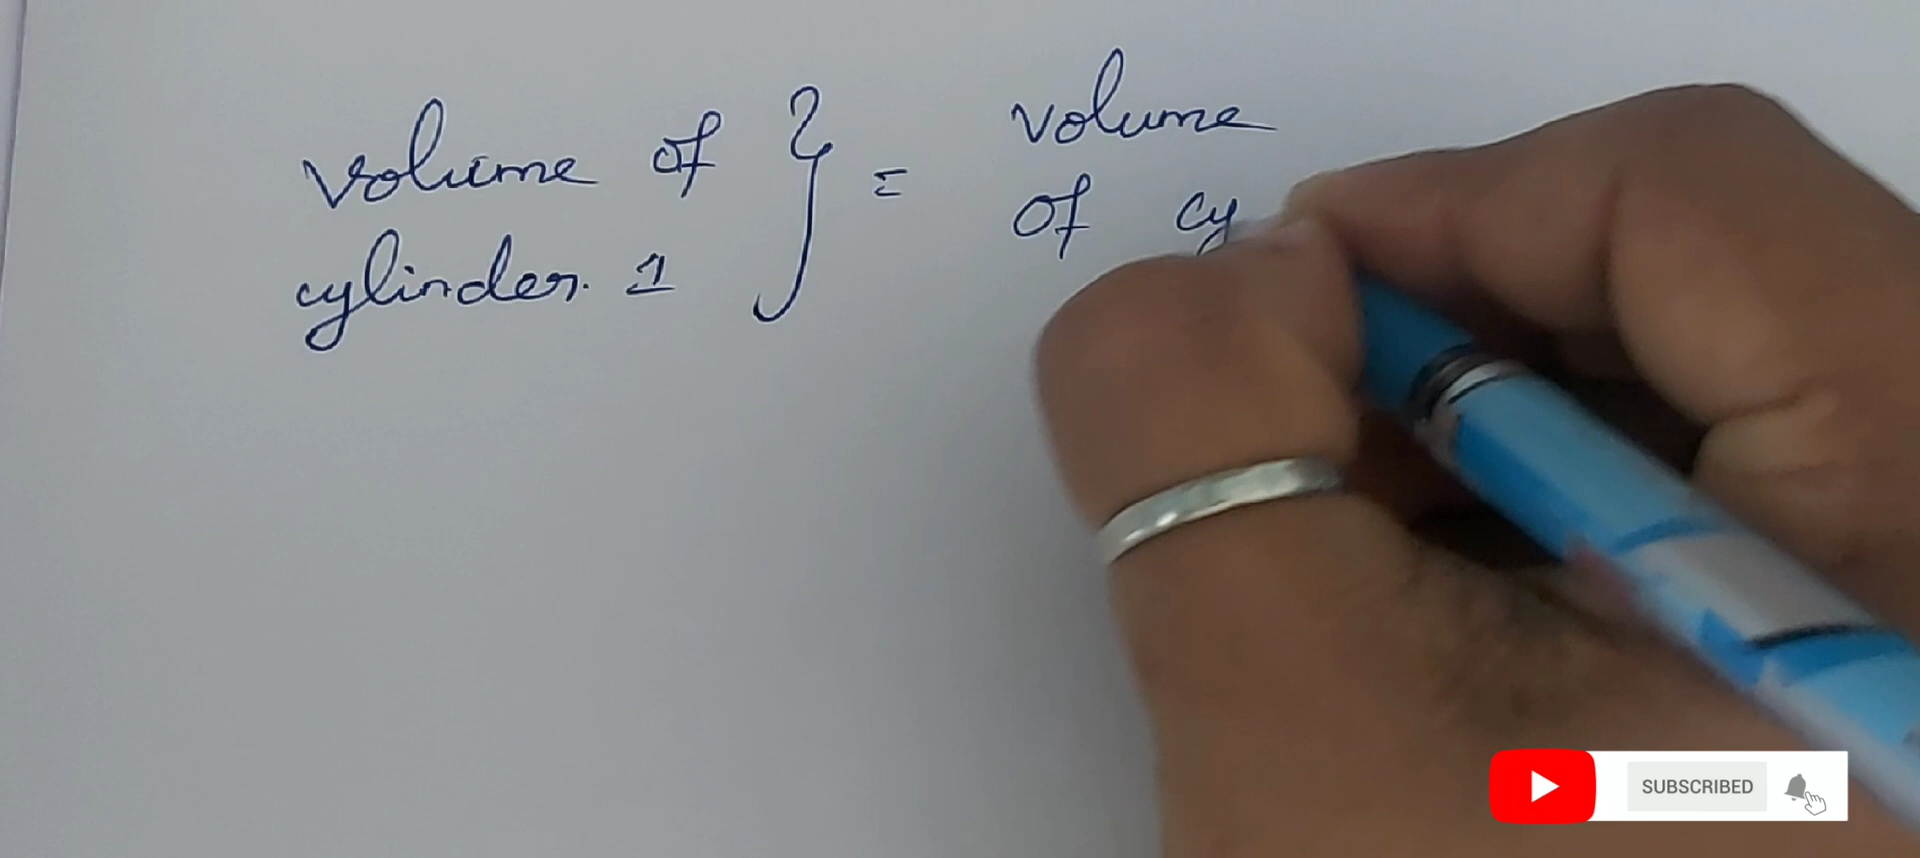 volume of } = volume
cylinder. 1 of cy
SUBSCRIBED